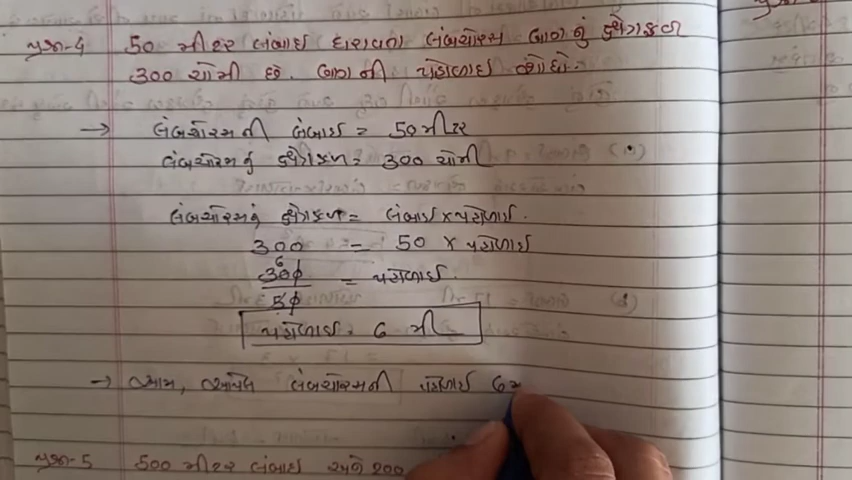 પ્રશ્ન-4 50 મીટર લંબાઈ ધરાવતા લંબચોરસ બાગનું ક્ષેત્રફળ
300 ચોમી છે. બાગની પહોળાઈ શોધો.
→ લંબચોરસની લંબાઈ = 50 મીટર
લંબચોરસનું ક્ષેત્રફળ = 300 ચોમી
લંબચોરસનું ક્ષેત્રફળ = લંબાઈ × પહોળાઈ.
300 = 50 × પહોળાઈ
6
300 = પહોળાઈ.
50
પહોળાઈ = 6 મી
→ આમ, આપેલ લંબચોરસની પહોળાઈ 6મ
પ્રશ્ન-5 500 મીટર લંબાઈ અને 200